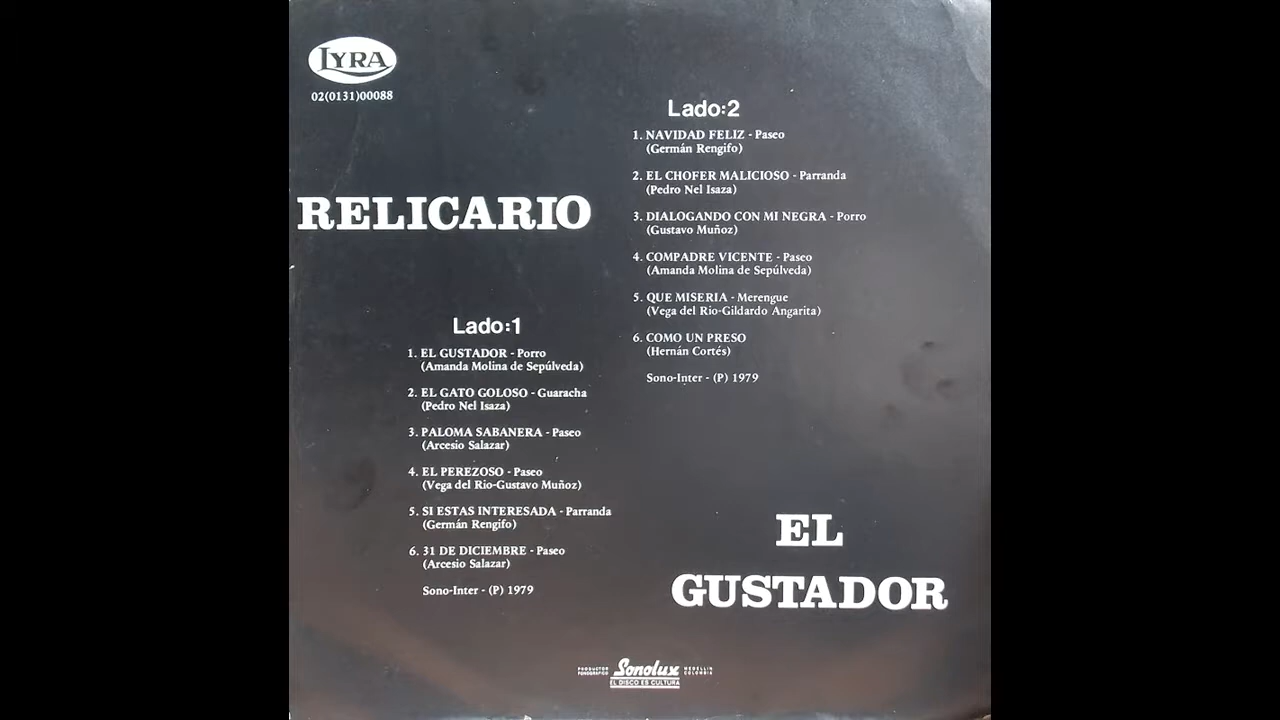 LYRA
02(0131)00088
RELICARIO
Lado:1
1. EL GUSTADOR - Porro
(Amanda Molina de Sepúlveda)
2. EL GATO GOLOSO - Guaracha
(Pedro Nel Isaza)
3. PALOMA SABANERA - Paseo
(Arcesio Salazar)
4. EL PEREZOSO - Paseo
(Vega del Rio-Gustavo Muñoz)
5. SI ESTAS INTERESADA - Parranda
(Germán Rengifo)
6. 31 DE DICIEMBRE - Paseo
(Arcesio Salazar)
Sono-Inter - (P) 1979
Lado:2
1. NAVIDAD FELIZ - Paseo
(Germán Rengifo)
2. EL CHOFER MALICIOSO - Parranda
(Pedro Nel Isaza)
3. DIALOGANDO CON MI NEGRA - Porro
(Gustavo Muñoz)
4. COMPADRE VICENTE - Paseo
(Amanda Molina de Sepúlveda)
5. QUE MISERIA - Merengue
(Vega del Rio-Gildardo Angarita)
6. COMO UN PRESO
(Hernán Cortés)
Sono-Inter - (P) 1979
EL
GUSTADOR
PRODUCTOR
FONOGRAFICO
Sonolux
EL DISCO ES CULTURA
MEDELLIN
COLOMBIA